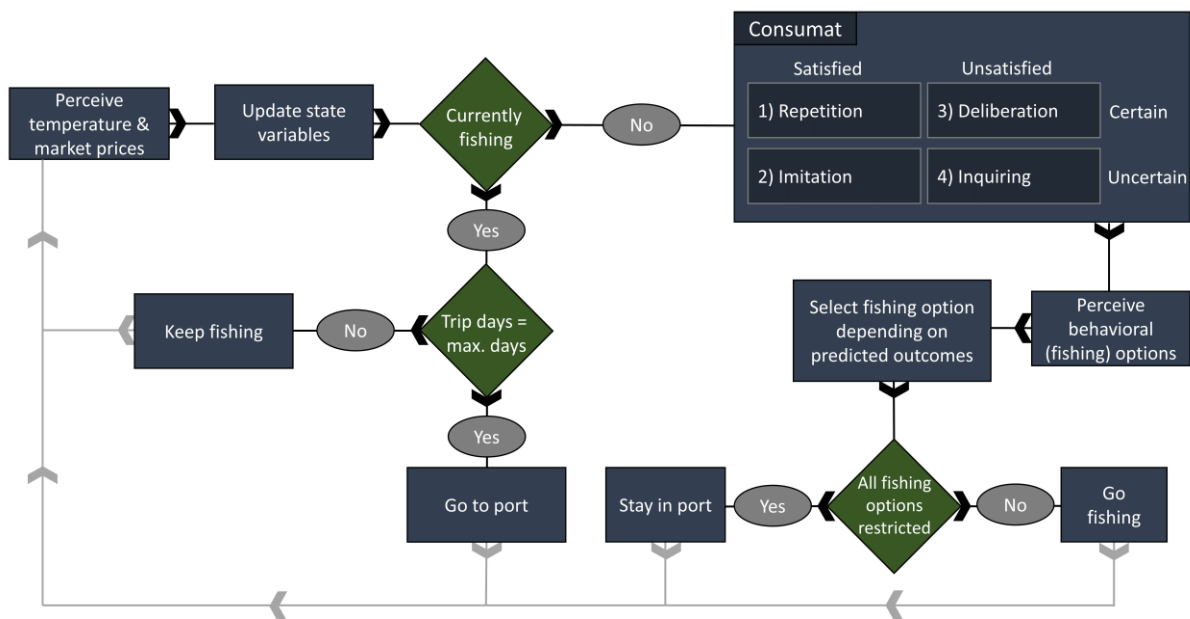 Consumat
Satisfied
Unsatisfied
Perceive
temperature &
market prices
Update state
variables
Currently
fishing
No
1) Repetition
3) Deliberation
Certain
2) Imitation
4) Inquiring
Uncertain
Yes
Keep fishing
No
Trip days =
max. days
Select fishing option
depending on
predicted outcomes
Perceive
behavioral
(fishing) options
Yes
Go to port
Stay in port
Yes
All fishing
options
restricted
No
Go
fishing